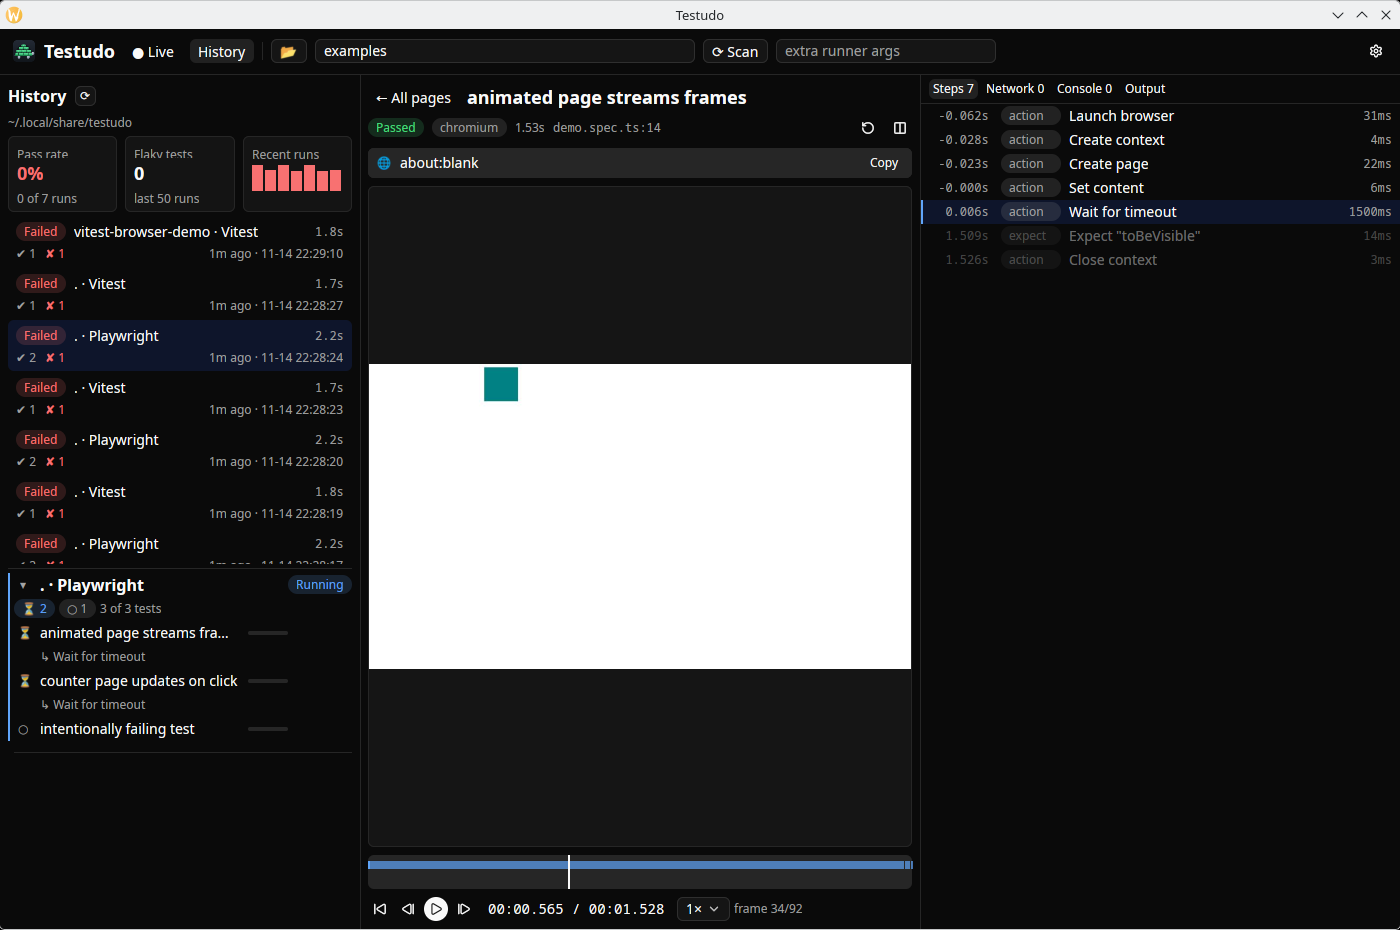 Testudo
Testudo ● Live History examples ⟳ Scan extra runner args
History ⟳
~/.local/share/testudo
Pass rate Flaky tests Recent runs
0% 0
0 of 7 runs last 50 runs
Failed vitest-browser-demo · Vitest 1.8s
✔ 1 ✘ 1 1m ago · 11-14 22:29:10
Failed . · Vitest 1.7s
✔ 1 ✘ 1 1m ago · 11-14 22:28:27
Failed . · Playwright 2.2s
✔ 2 ✘ 1 1m ago · 11-14 22:28:24
Failed . · Vitest 1.7s
✔ 1 ✘ 1 1m ago · 11-14 22:28:23
Failed . · Playwright 2.2s
✔ 2 ✘ 1 1m ago · 11-14 22:28:20
Failed . · Vitest 1.8s
✔ 1 ✘ 1 1m ago · 11-14 22:28:19
Failed . · Playwright 2.2s
▾ . · Playwright Running
⏳ 2 ○ 1 3 of 3 tests
⏳ animated page streams fra...
↳ Wait for timeout
⏳ counter page updates on click
↳ Wait for timeout
○ intentionally failing test
← All pages animated page streams frames
Passed chromium 1.53s demo.spec.ts:14
about:blank Copy
00:00.565 / 00:01.528 1× frame 34/92
Steps 7 Network 0 Console 0 Output
-0.062s action Launch browser 31ms
-0.028s action Create context 4ms
-0.023s action Create page 22ms
-0.000s action Set content 6ms
0.006s action Wait for timeout 1500ms
1.509s expect Expect "toBeVisible" 14ms
1.526s action Close context 3ms